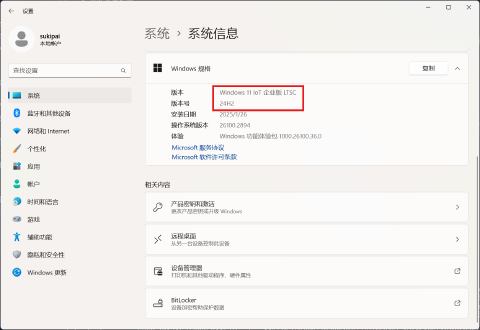 设置
sukipai
本地帐户
查找设置
系统
蓝牙和其他设备
网络和 Internet
个性化
应用
帐户
时间和语言
游戏
辅助功能
隐私和安全性
Windows 更新
系统 › 系统信息
Windows 规格
复制
版本 Windows 11 IoT 企业版 LTSC
版本号 24H2
安装日期 2025/1/26
操作系统版本 26100.2894
体验 Windows 功能体验包 1000.26100.36.0
Microsoft 服务协议
Microsoft 软件许可条款
相关内容
产品密钥和激活
更改产品密钥或升级 Windows
远程桌面
从另一台设备控制此设备
设备管理器
打印机和其他驱动程序、硬件属性
BitLocker
设备加密帮助保护数据